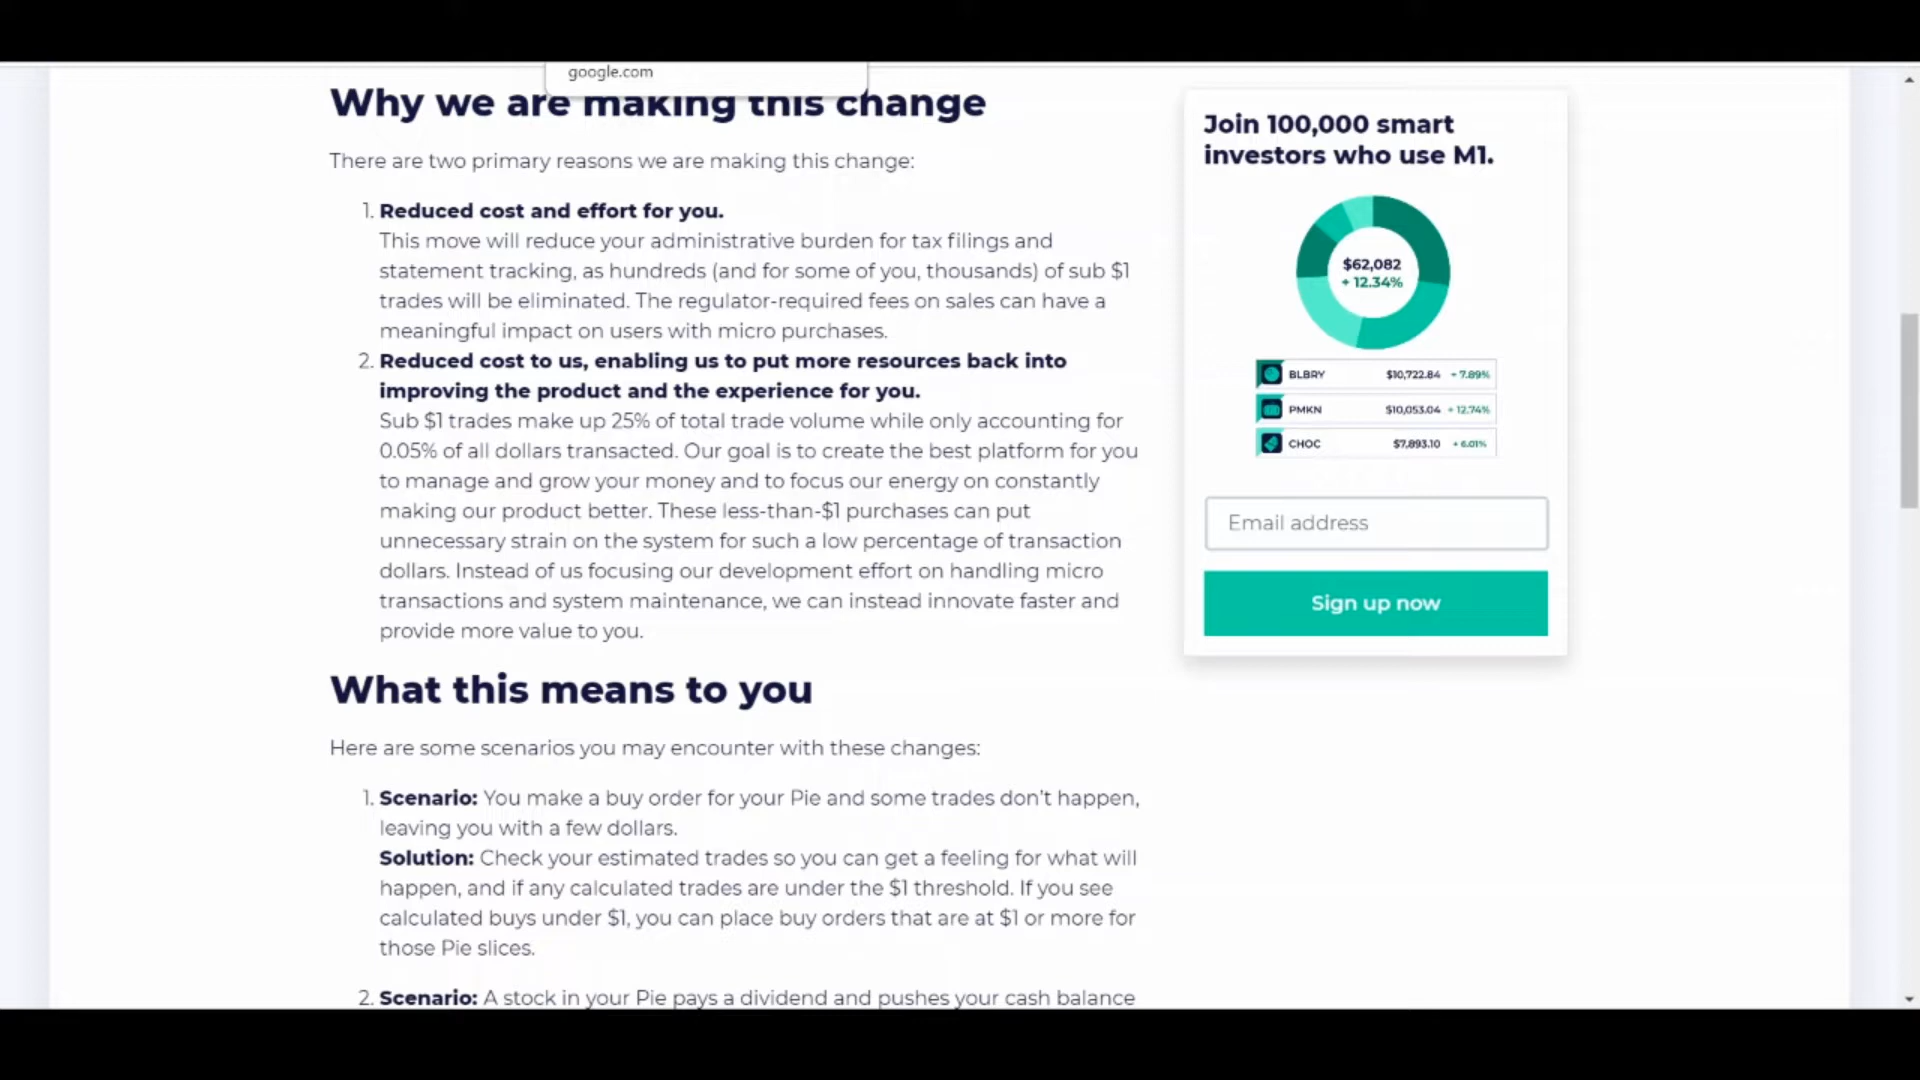 google.com
Why we are making this change
There are two primary reasons we are making this change:
1. Reduced cost and effort for you.
This move will reduce your administrative burden for tax filings and
statement tracking, as hundreds (and for some of you, thousands) of sub $1
trades will be eliminated. The regulator-required fees on sales can have a
meaningful impact on users with micro purchases.
2. Reduced cost to us, enabling us to put more resources back into
improving the product and the experience for you.
Sub $1 trades make up 25% of total trade volume while only accounting for
0.05% of all dollars transacted. Our goal is to create the best platform for you
to manage and grow your money and to focus our energy on constantly
making our product better. These less-than-$1 purchases can put
unnecessary strain on the system for such a low percentage of transaction
dollars. Instead of us focusing our development effort on handling micro
transactions and system maintenance, we can instead innovate faster and
provide more value to you.
What this means to you
Here are some scenarios you may encounter with these changes:
1. Scenario: You make a buy order for your Pie and some trades don't happen,
leaving you with a few dollars.
Solution: Check your estimated trades so you can get a feeling for what will
happen, and if any calculated trades are under the $1 threshold. If you see
calculated buys under $1, you can place buy orders that are at $1 or more for
those Pie slices.
2. Scenario: A stock in your Pie pays a dividend and pushes your cash balance
Join 100,000 smart
investors who use M1.
$62,082
+ 12.34%
BLBRY $10,722.84 + 7.89%
PMKN $10,053.04 + 12.74%
CHOC $7,893.10 + 6.01%
Email address
Sign up now